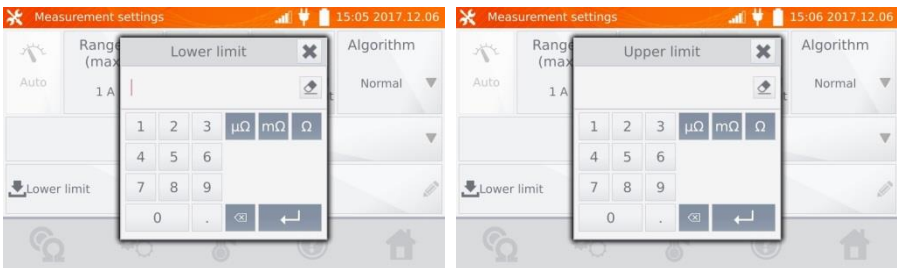 Measurement settings 15:05 2017.12.06
Range
(max
Lower limit
Algorithm
Auto
1 A
Normal
1 2 3 µΩ mΩ Ω
4 5 6
7 8 9
Lower limit
0 .
Measurement settings 15:06 2017.12.06
Range
(max
Upper limit
Algorithm
Auto
1 A
Normal
1 2 3 µΩ mΩ Ω
4 5 6
7 8 9
Lower limit
0 .